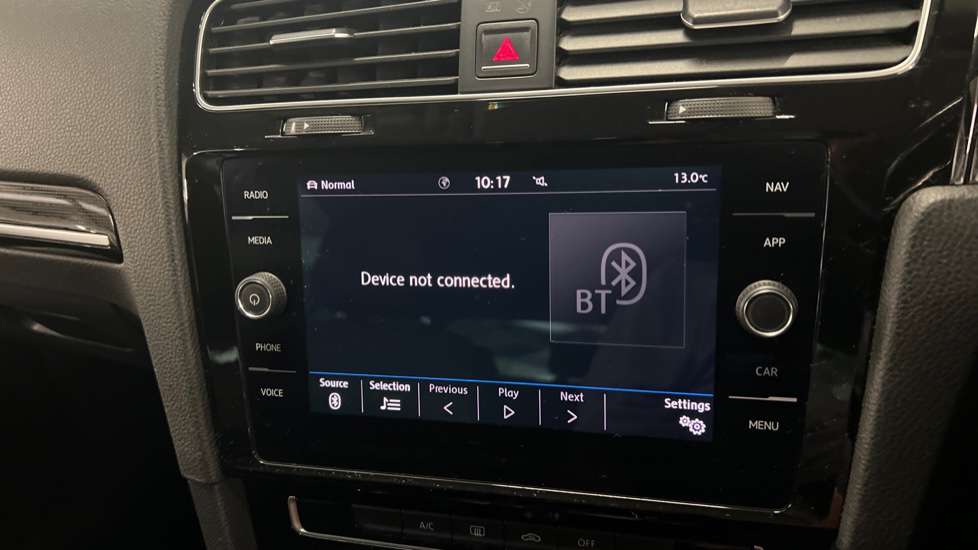 RADIO
MEDIA
PHONE
VOICE
Normal 10:17 13.0°C
Device not connected.
BT
Source Selection Previous Play Next Settings
NAV
APP
CAR
MENU
A/C OFF